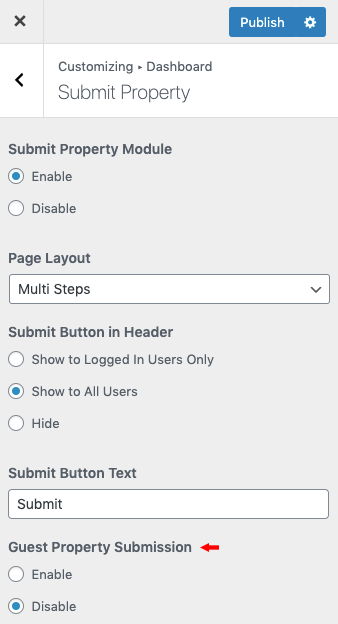 Publish
Customizing ▸ Dashboard
Submit Property
Submit Property Module
Enable
Disable
Page Layout
Multi Steps
Submit Button in Header
Show to Logged In Users Only
Show to All Users
Hide
Submit Button Text
Submit
Guest Property Submission
Enable
Disable